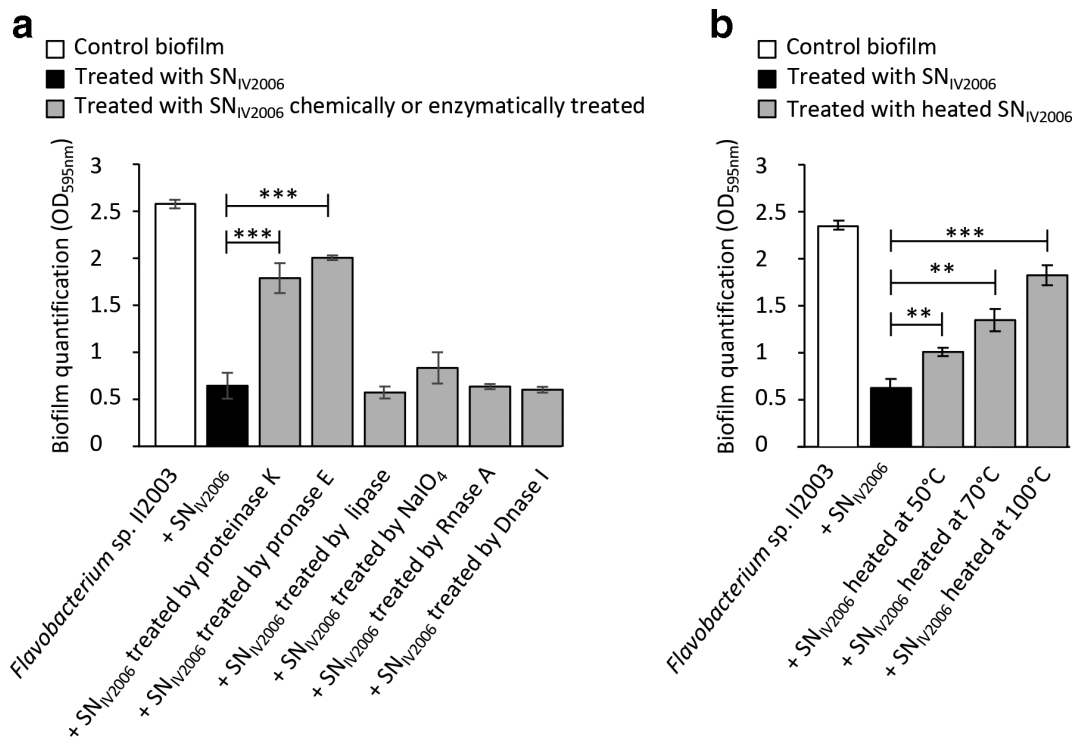 a
Control biofilm
Treated with SNIV2006
Treated with SNIV2006 chemically or enzymatically treated
Biofilm quantification (OD595nm)
3
2.5
2
1.5
1
0.5
0
***
***
Flavobacterium sp. II2003
+ SNIV2006
+ SNIV2006 treated by proteinase K
+ SNIV2006 treated by pronase E
+ SNIV2006 treated by lipase
+ SNIV2006 treated by NaIO4
+ SNIV2006 treated by Rnase A
+ SNIV2006 treated by Dnase I
b
Control biofilm
Treated with SNIV2006
Treated with heated SNIV2006
Biofilm quantification (OD595nm)
3
2.5
2
1.5
1
0.5
0
***
**
**
Flavobacterium sp. II2003
+ SNIV2006
+ SNIV2006 heated at 50°C
+ SNIV2006 heated at 70°C
+ SNIV2006 heated at 100°C